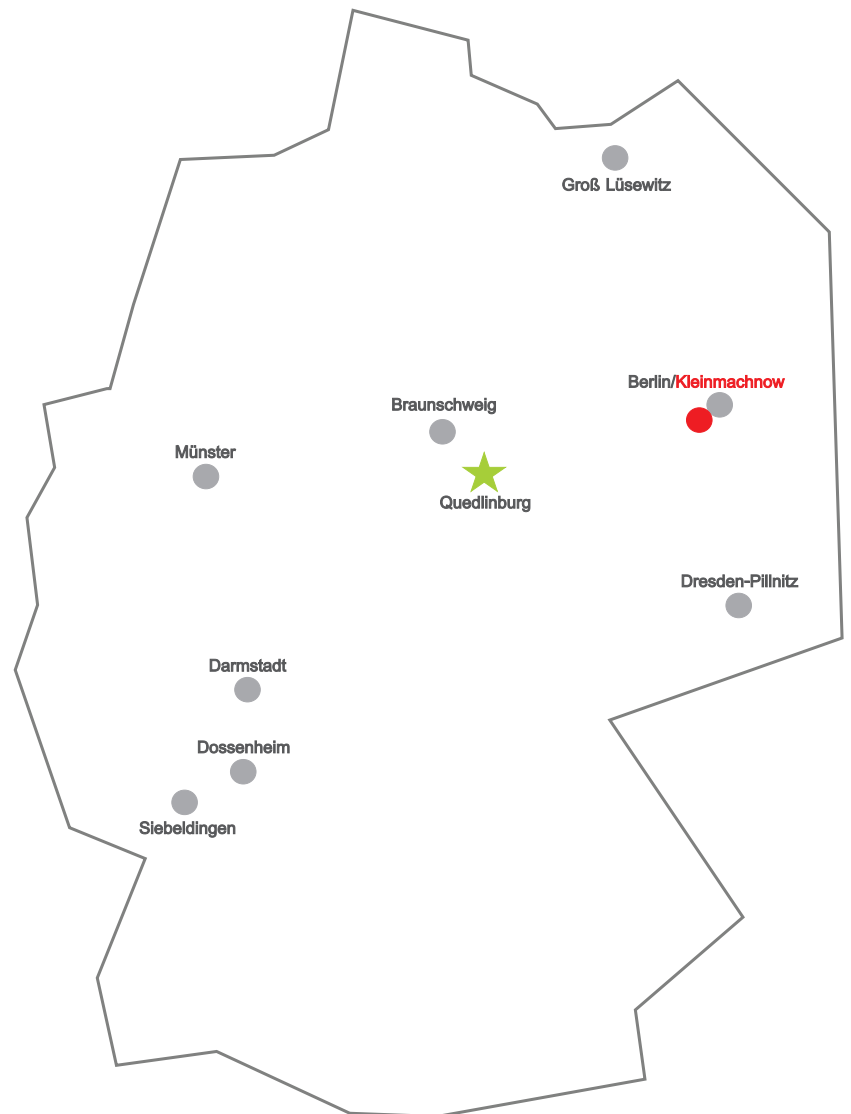 Groß Lüsewitz
Berlin/Kleinmachnow
Braunschweig
Münster
Quedlinburg
Dresden-Pillnitz
Darmstadt
Dossenheim
Siebeldingen